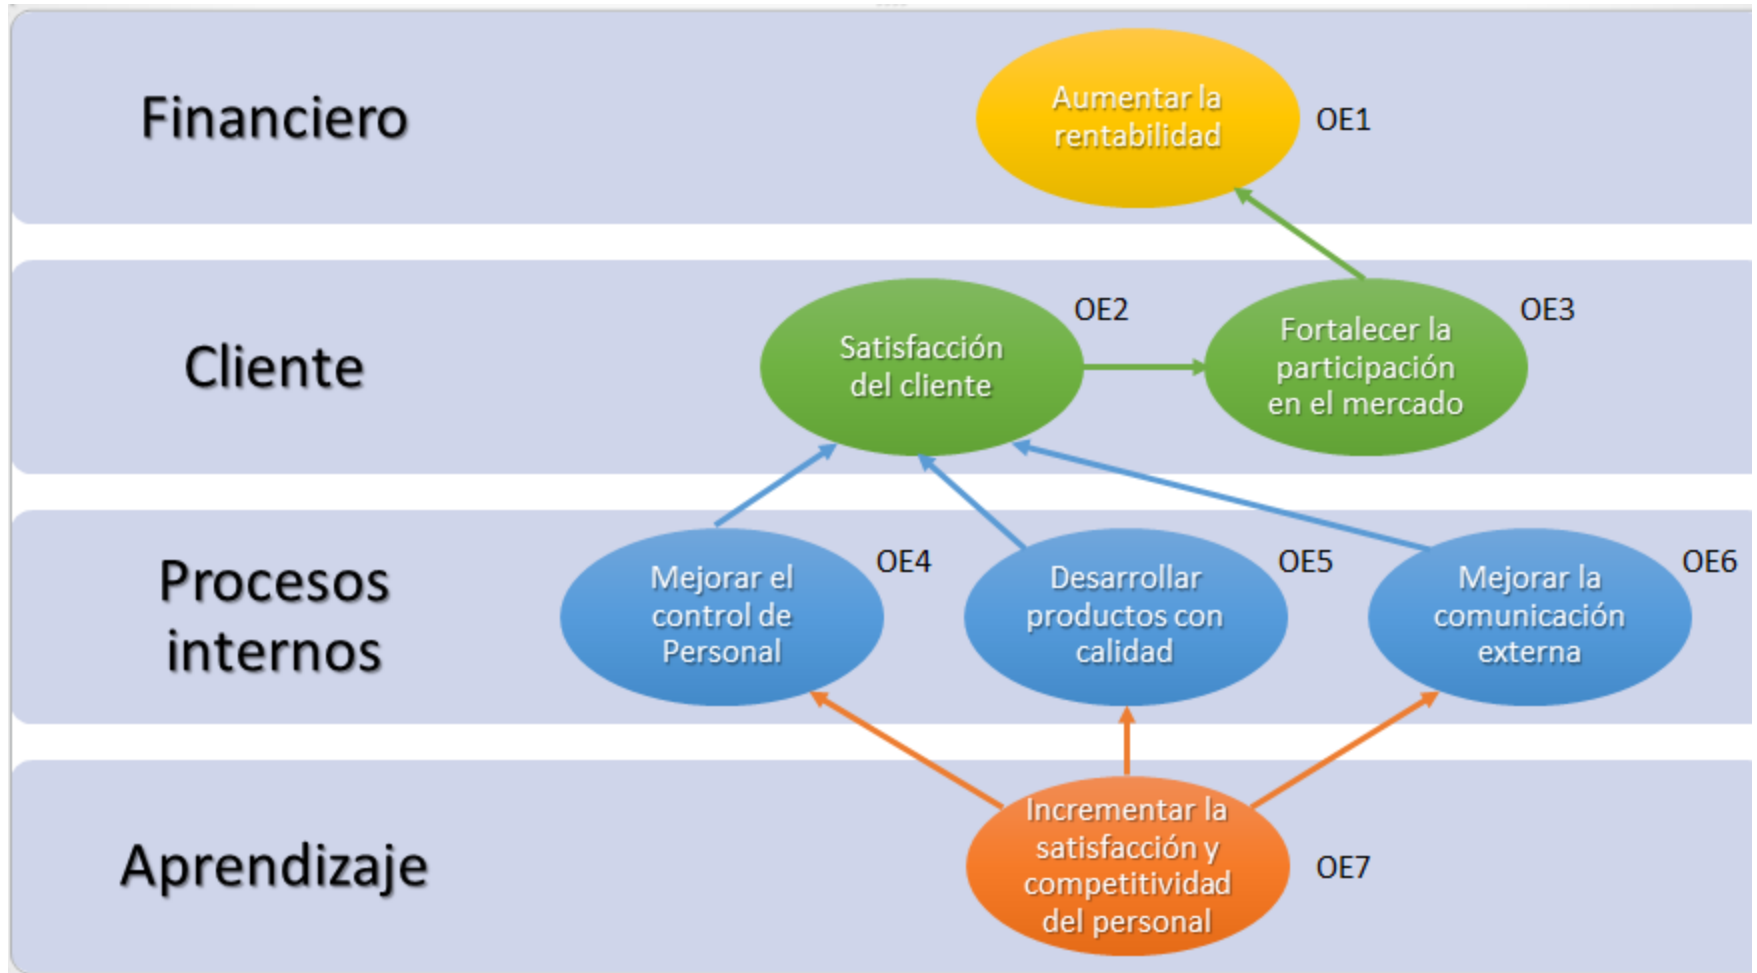 Financiero
Aumentar la
rentabilidad
OE1
Cliente
Satisfacción
del cliente
OE2
Fortalecer la
participación
en el mercado
OE3
Procesos
internos
Mejorar el
control de
Personal
OE4
Desarrollar
productos con
calidad
OE5
Mejorar la
comunicación
externa
OE6
Aprendizaje
Incrementar la
satisfacción y
competitividad
del personal
OE7